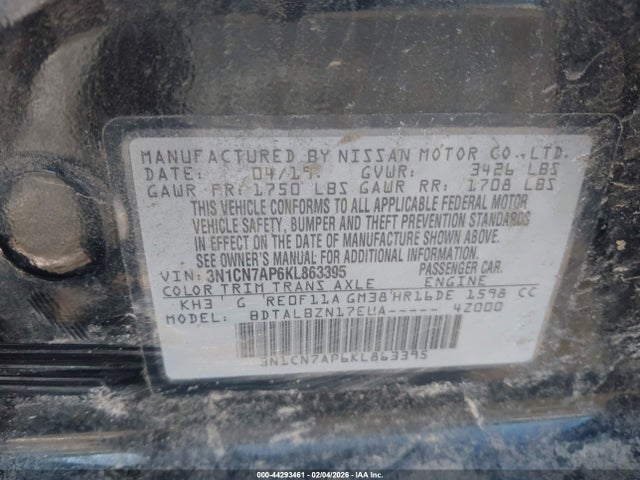 MANUFACTURED BY NISSAN MOTOR CO., LTD.
DATE: 04/19 GVWR: 3426 LBS
GAWR FR: 1750 LBS GAWR RR: 1708 LBS
THIS VEHICLE CONFORMS TO ALL APPLICABLE FEDERAL MOTOR
VEHICLE SAFETY, BUMPER AND THEFT PREVENTION STANDARDS
IN EFFECT ON THE DATE OF MANUFACTURE SHOWN ABOVE.
SEE OWNER'S MANUAL FOR ADDITIONAL INFORMATION.
VIN: 3N1CN7AP6KL863395 PASSENGER CAR.
COLOR TRIM TRANS AXLE ENGINE
KH3 G RE0F11A GM38 HR16DE 1598 CC
MODEL: BDTALBZN17EUA----- 4Z000
3N1CN7AP6KL863395
000-44293461 - 02/04/2026 - IAA Inc.